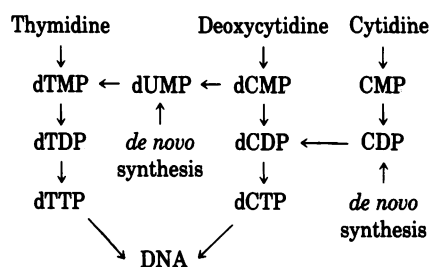 Thymidine Deoxycytidine Cytidine
dTMP ← dUMP ← dCMP CMP
dTDP de novo dCDP ← CDP
synthesis
dTTP dCTP de novo
synthesis
DNA